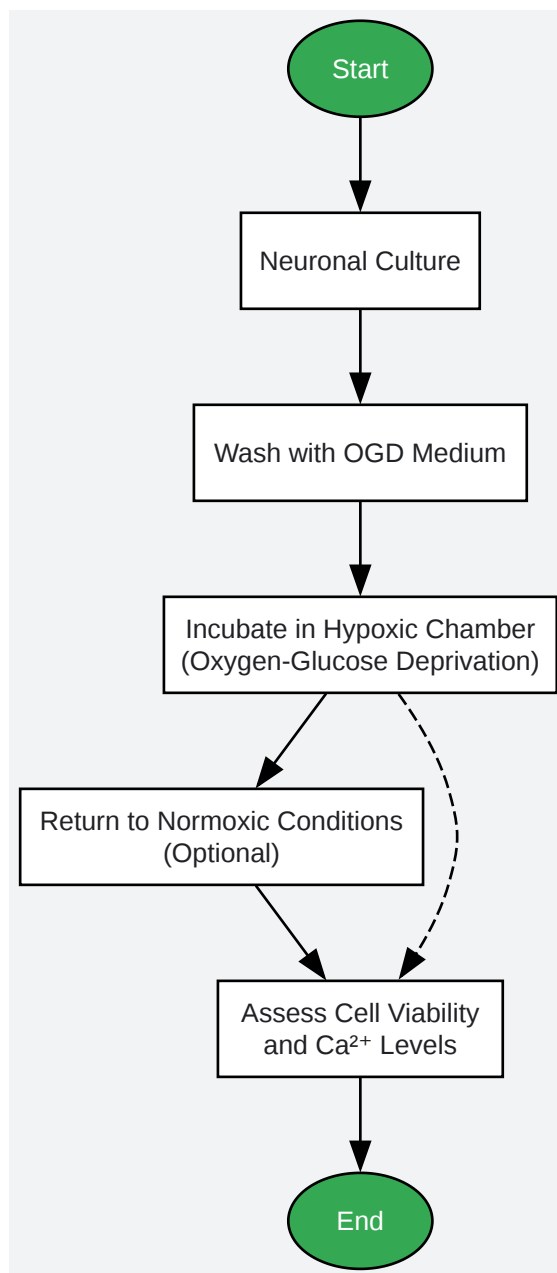 Start
Neuronal Culture
Wash with OGD Medium
Incubate in Hypoxic Chamber
(Oxygen-Glucose Deprivation)
Return to Normoxic Conditions
(Optional)
Assess Cell Viability
and Ca²⁺ Levels
End